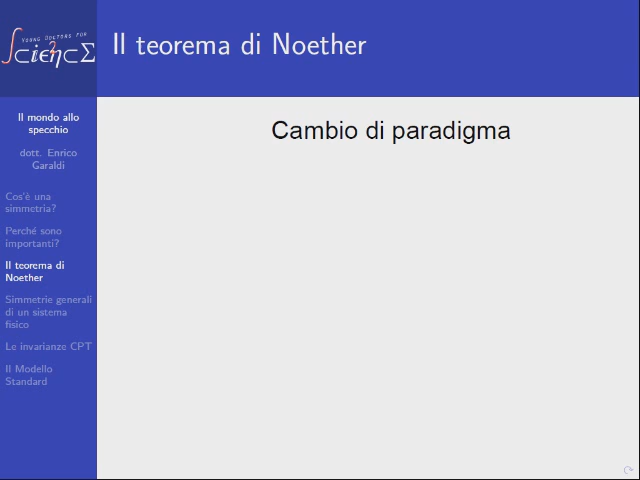 YOUNG DOCTORS FOR
Il teorema di Noether
Il mondo allo
specchio
dott. Enrico
Garaldi
Cos'è una
simmetria?
Perché sono
importanti?
Il teorema di
Noether
Simmetrie generali
di un sistema
fisico
Le invarianze CPT
Il Modello
Standard
Cambio di paradigma